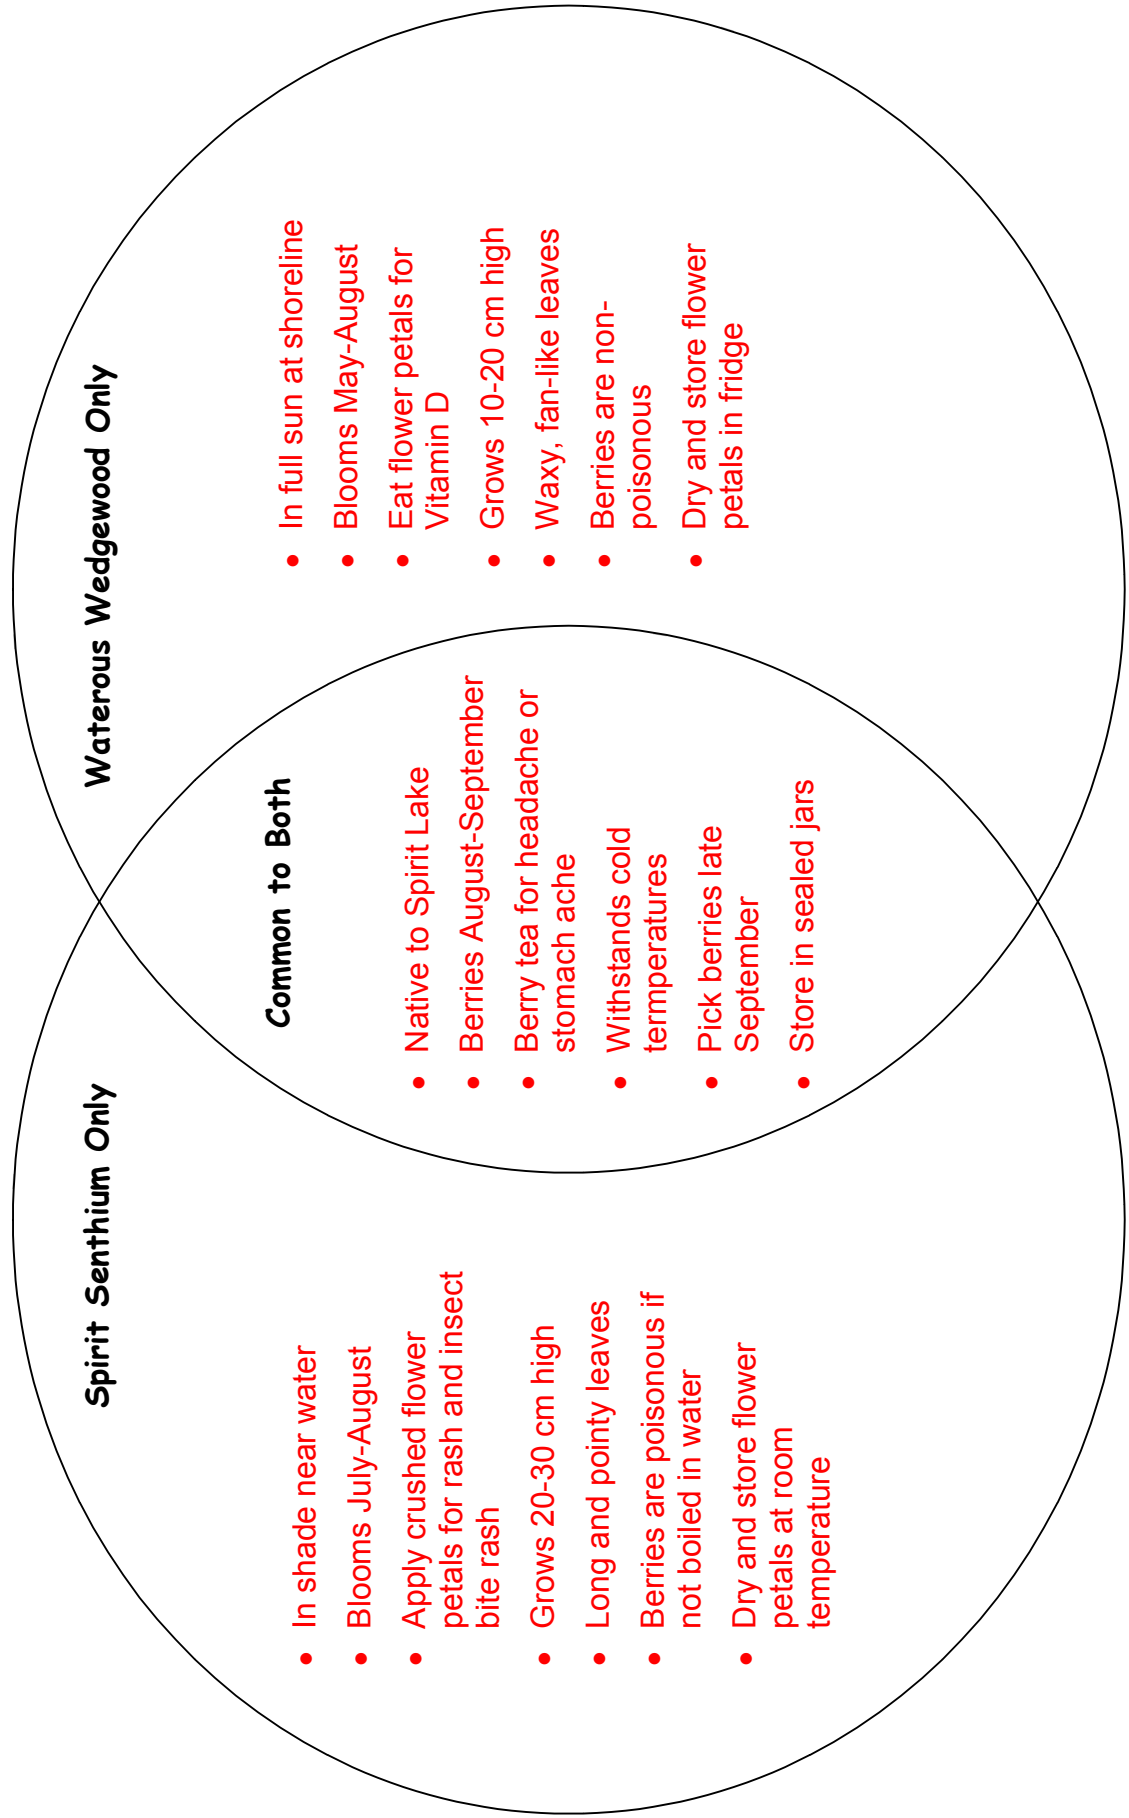 Spirit Senthium Only
• In shade near water
• Blooms July-August
• Apply crushed flower
petals for rash and insect
bite rash
• Grows 20-30 cm high
• Long and pointy leaves
• Berries are poisonous if
not boiled in water
• Dry and store flower
petals at room
temperature
Common to Both
• Native to Spirit Lake
• Berries August-September
• Berry tea for headache or
stomach ache
• Withstands cold
termperatures
• Pick berries late
September
• Store in sealed jars
Waterous Wedgewood Only
• In full sun at shoreline
• Blooms May-August
• Eat flower petals for
Vitamin D
• Grows 10-20 cm high
• Waxy, fan-like leaves
• Berries are non-
poisonous
• Dry and store flower
petals in fridge